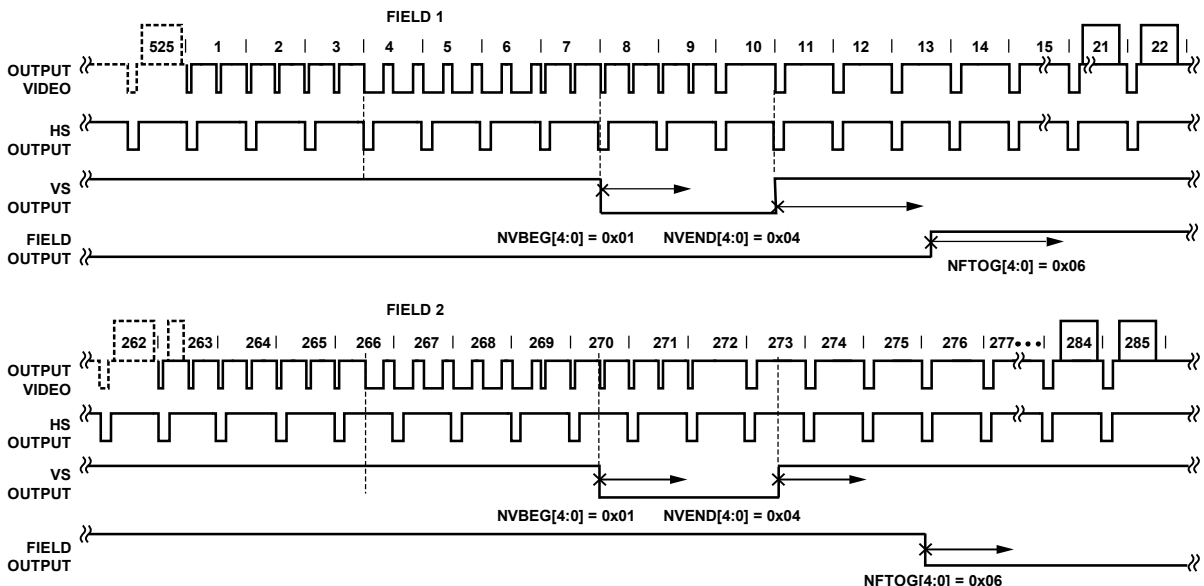 FIELD 1
525 1 2 3 4 5 6 7 8 9 10 11 12 13 14 15 21 22
OUTPUT
VIDEO
HS
OUTPUT
VS
OUTPUT
NVBEG[4:0] = 0x01 NVEND[4:0] = 0x04
FIELD
OUTPUT
NFTOG[4:0] = 0x06
FIELD 2
262 263 264 265 266 267 268 269 270 271 272 273 274 275 276 277 284 285
OUTPUT
VIDEO
HS
OUTPUT
VS
OUTPUT
NVBEG[4:0] = 0x01 NVEND[4:0] = 0x04
FIELD
OUTPUT
NFTOG[4:0] = 0x06